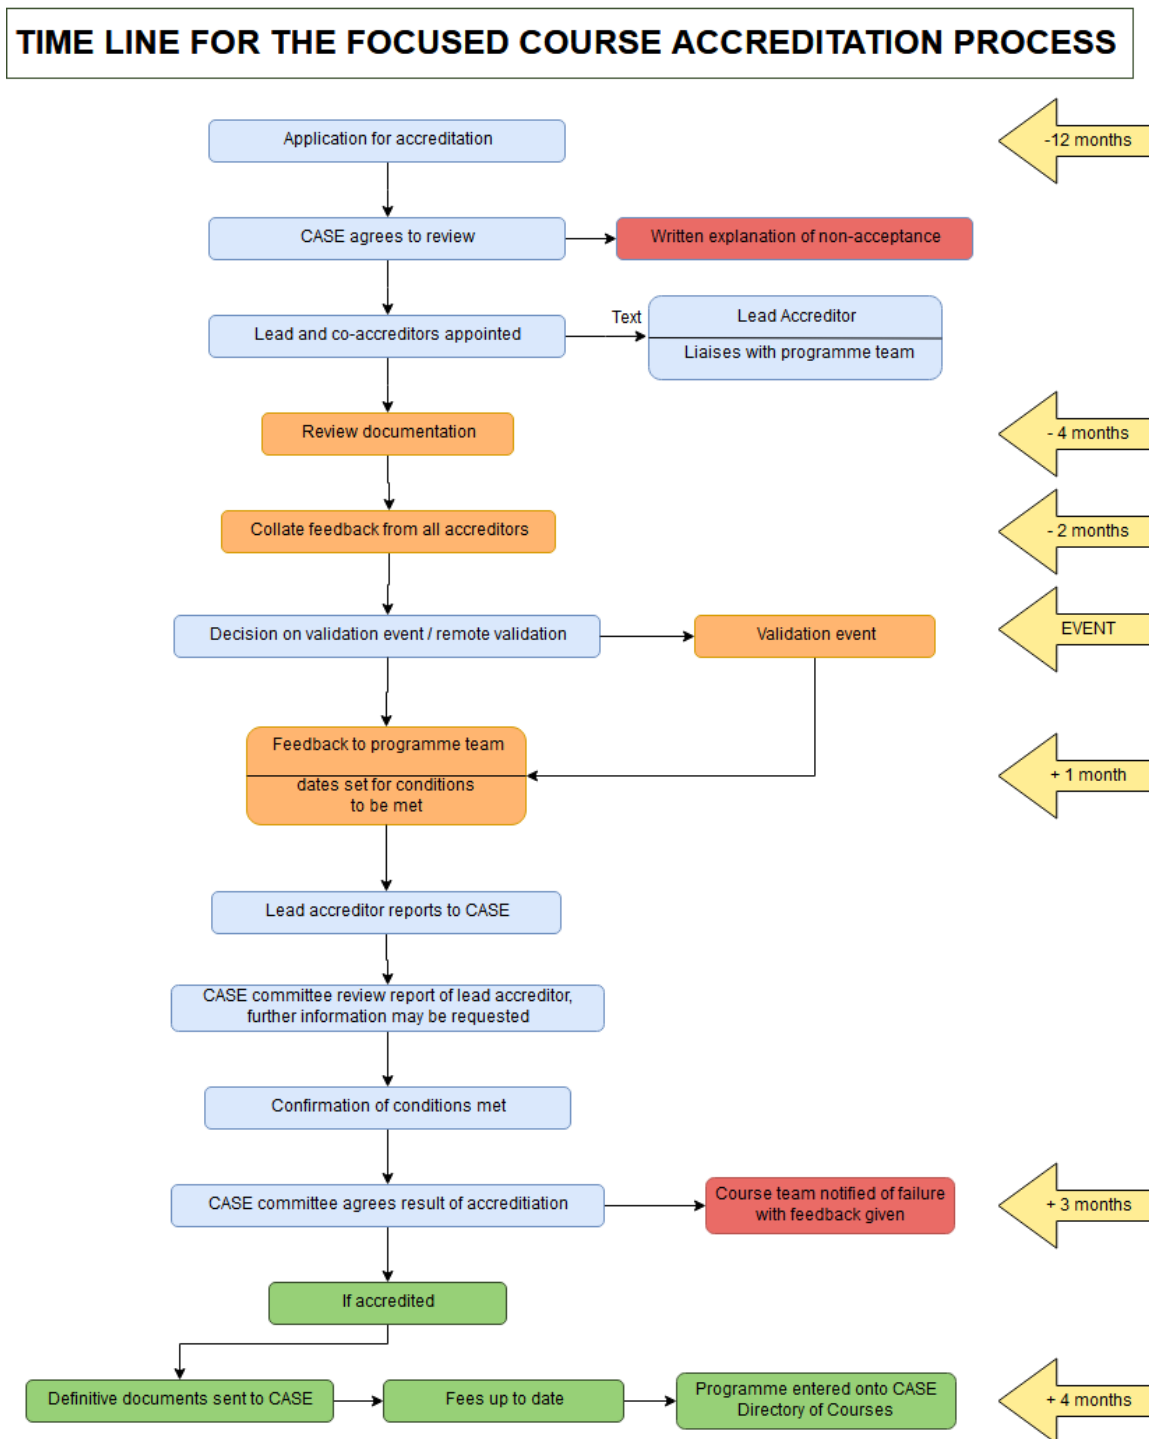 TIME LINE FOR THE FOCUSED COURSE ACCREDITATION PROCESS
Application for accreditation
-12 months
CASE agrees to review
Written explanation of non-acceptance
Lead and co-accreditors appointed
Text
Lead Accreditor
Liaises with programme team
Review documentation
- 4 months
Collate feedback from all accreditors
- 2 months
Decision on validation event / remote validation
Validation event
EVENT
Feedback to programme team
dates set for conditions
to be met
+ 1 month
Lead accreditor reports to CASE
CASE committee review report of lead accreditor,
further information may be requested
Confirmation of conditions met
CASE committee agrees result of accreditiation
Course team notified of failure
with feedback given
+ 3 months
If accredited
Definitive documents sent to CASE
Fees up to date
Programme entered onto CASE
Directory of Courses
+ 4 months